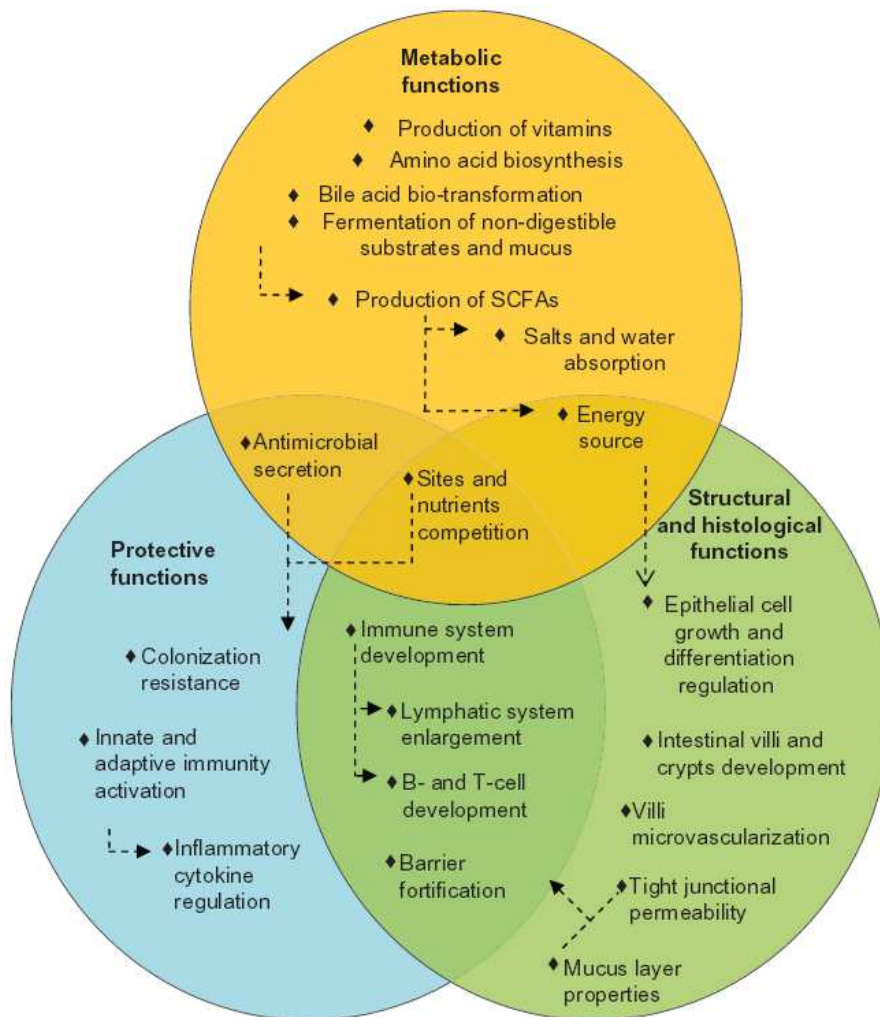 Metabolic
functions
♦ Production of vitamins
♦ Amino acid biosynthesis
♦ Bile acid bio-transformation
♦ Fermentation of non-digestible
substrates and mucus
♦ Production of SCFAs
♦ Salts and water
absorption
♦ Energy
source
♦ Antimicrobial
secretion
♦ Sites and
nutrients
competition
Structural
and histological
functions
Protective
functions
♦ Epithelial cell
growth and
differentiation
regulation
♦ Immune system
development
♦ Colonization
resistance
♦ Lymphatic system
enlargement
♦ Intestinal villi and
crypts development
♦ Innate and
adaptive immunity
activation
♦ B- and T-cell
development
♦ Villi
microvascularization
♦ Inflammatory
cytokine
regulation
♦ Barrier
fortification
♦ Tight junctional
permeability
♦ Mucus layer
properties